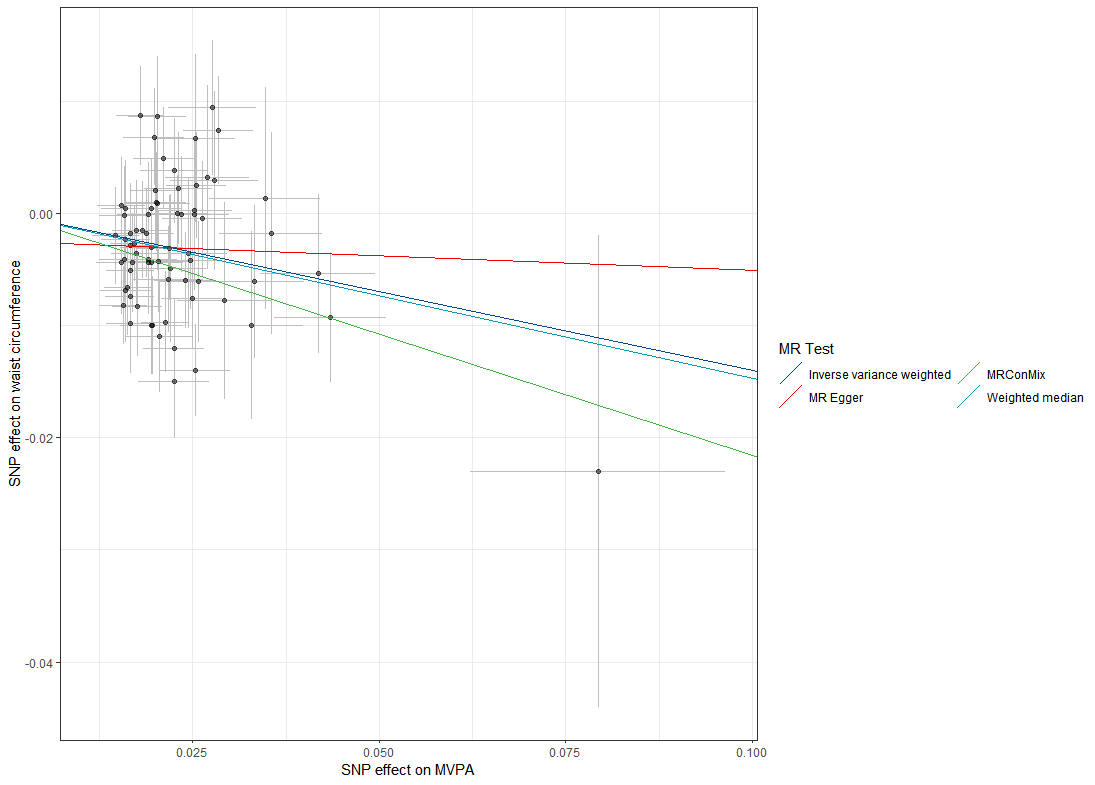 SNP effect on waist circumference
0.00
-0.02
-0.04
0.025
0.050
0.075
0.100
SNP effect on MVPA
MR Test
Inverse variance weighted
MRConMix
MR Egger
Weighted median